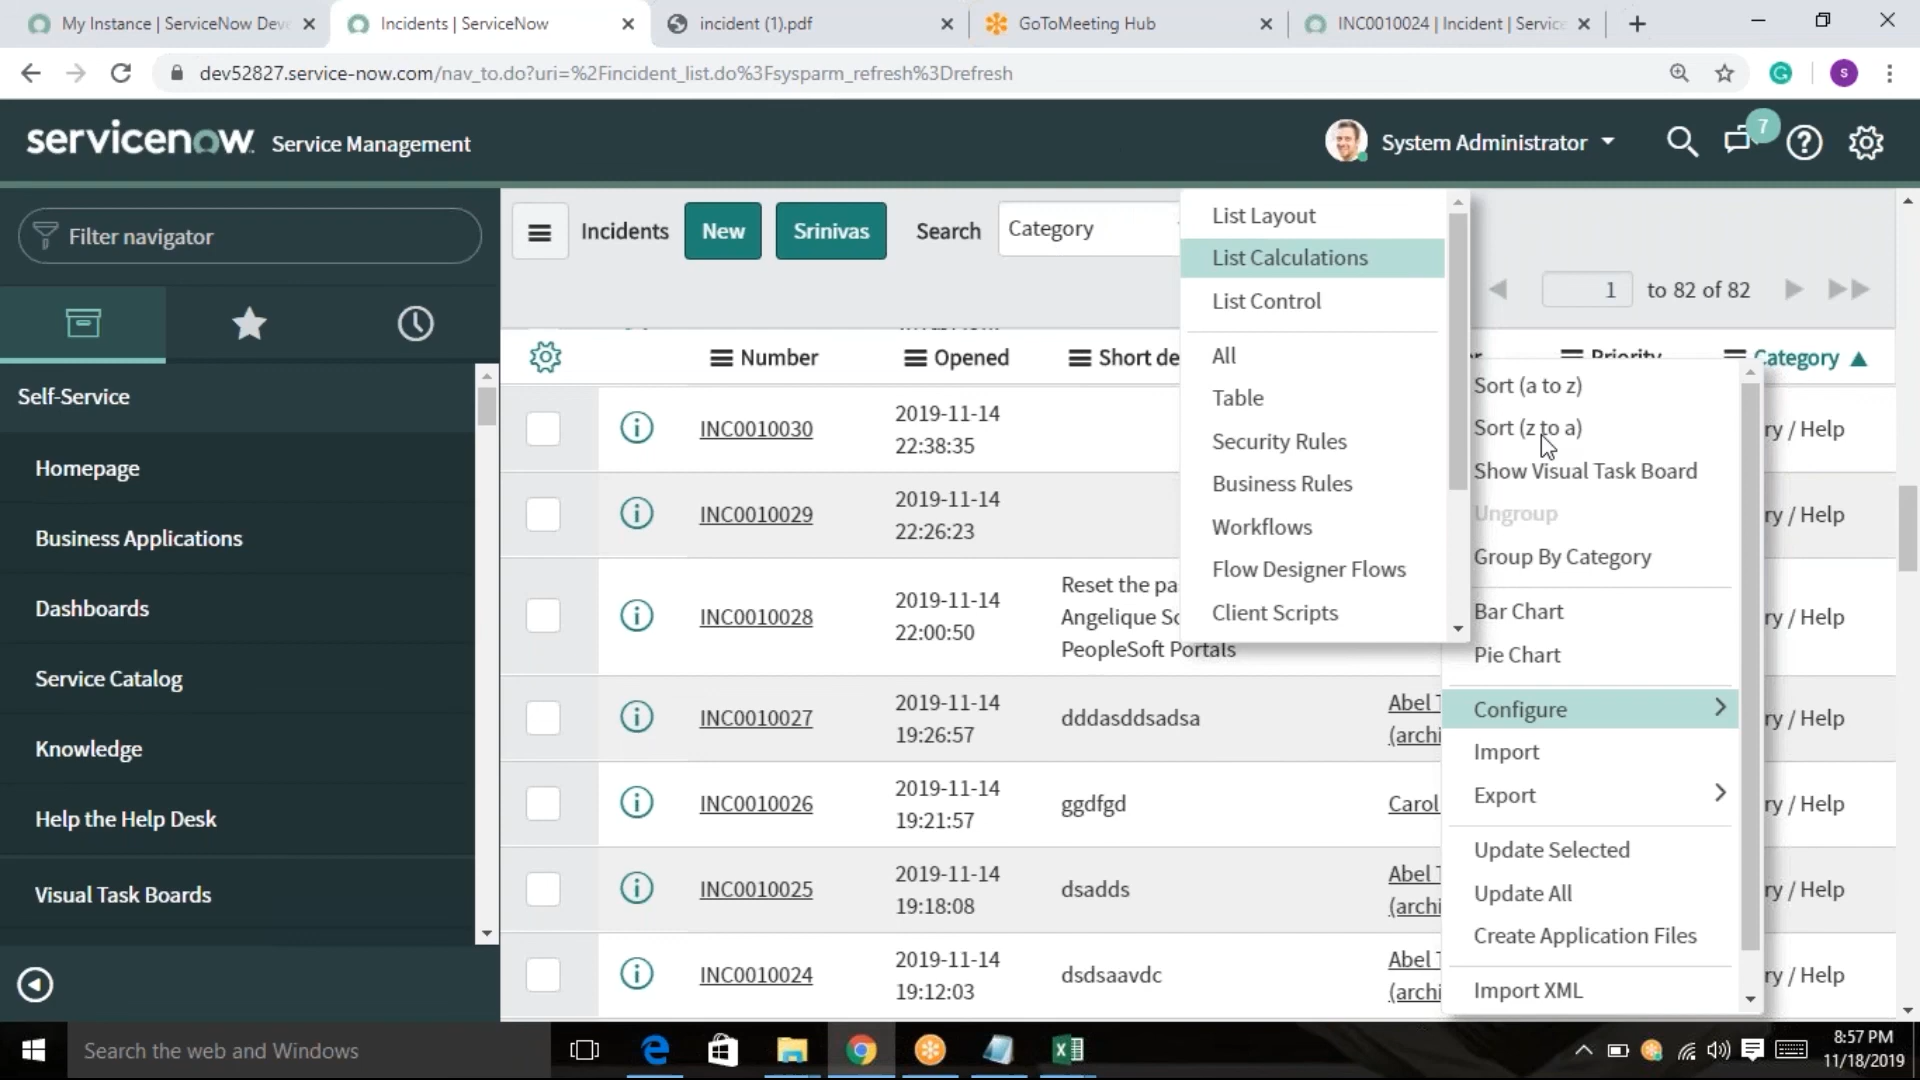 My Instance | ServiceNow Deve
Incidents | ServiceNow
incident (1).pdf
GoToMeeting Hub
INC0010024 | Incident | Service
dev52827.service-now.com/nav_to.do?uri=%2Fincident_list.do%3Fsysparm_refresh%3Drefresh
s
servicenow Service Management
System Administrator
7
Filter navigator
Self-Service
Homepage
Business Applications
Dashboards
Service Catalog
Knowledge
Help the Help Desk
Visual Task Boards
Incidents
New
Srinivas
Search
Category
1 to 82 of 82
Number
Opened
Short de
Priority
Category
INC0010030
2019-11-14
22:38:35
ry / Help
INC0010029
2019-11-14
22:26:23
ry / Help
INC0010028
2019-11-14
22:00:50
Reset the pa
Angelique Sc
PeopleSoft Portals
ry / Help
INC0010027
2019-11-14
19:26:57
dddasddsadsa
Abel T
(archi
ry / Help
INC0010026
2019-11-14
19:21:57
ggdfgd
Carol
ry / Help
INC0010025
2019-11-14
19:18:08
dsadds
Abel T
(archi
ry / Help
INC0010024
2019-11-14
19:12:03
dsdsaavdc
Abel T
(archi
ry / Help
List Layout
List Calculations
List Control
All
Table
Security Rules
Business Rules
Workflows
Flow Designer Flows
Client Scripts
Sort (a to z)
Sort (z to a)
Show Visual Task Board
Ungroup
Group By Category
Bar Chart
Pie Chart
Configure
Import
Export
Update Selected
Update All
Create Application Files
Import XML
Search the web and Windows
8:57 PM
11/18/2019